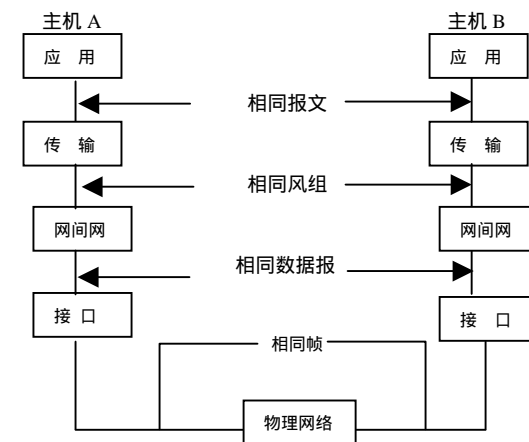 主机 A 主机 B
应 用 应 用
相同报文
传 输 传 输
相同风组
网间网 网间网
相同数据报
接 口 接 口
相同帧
物理网络